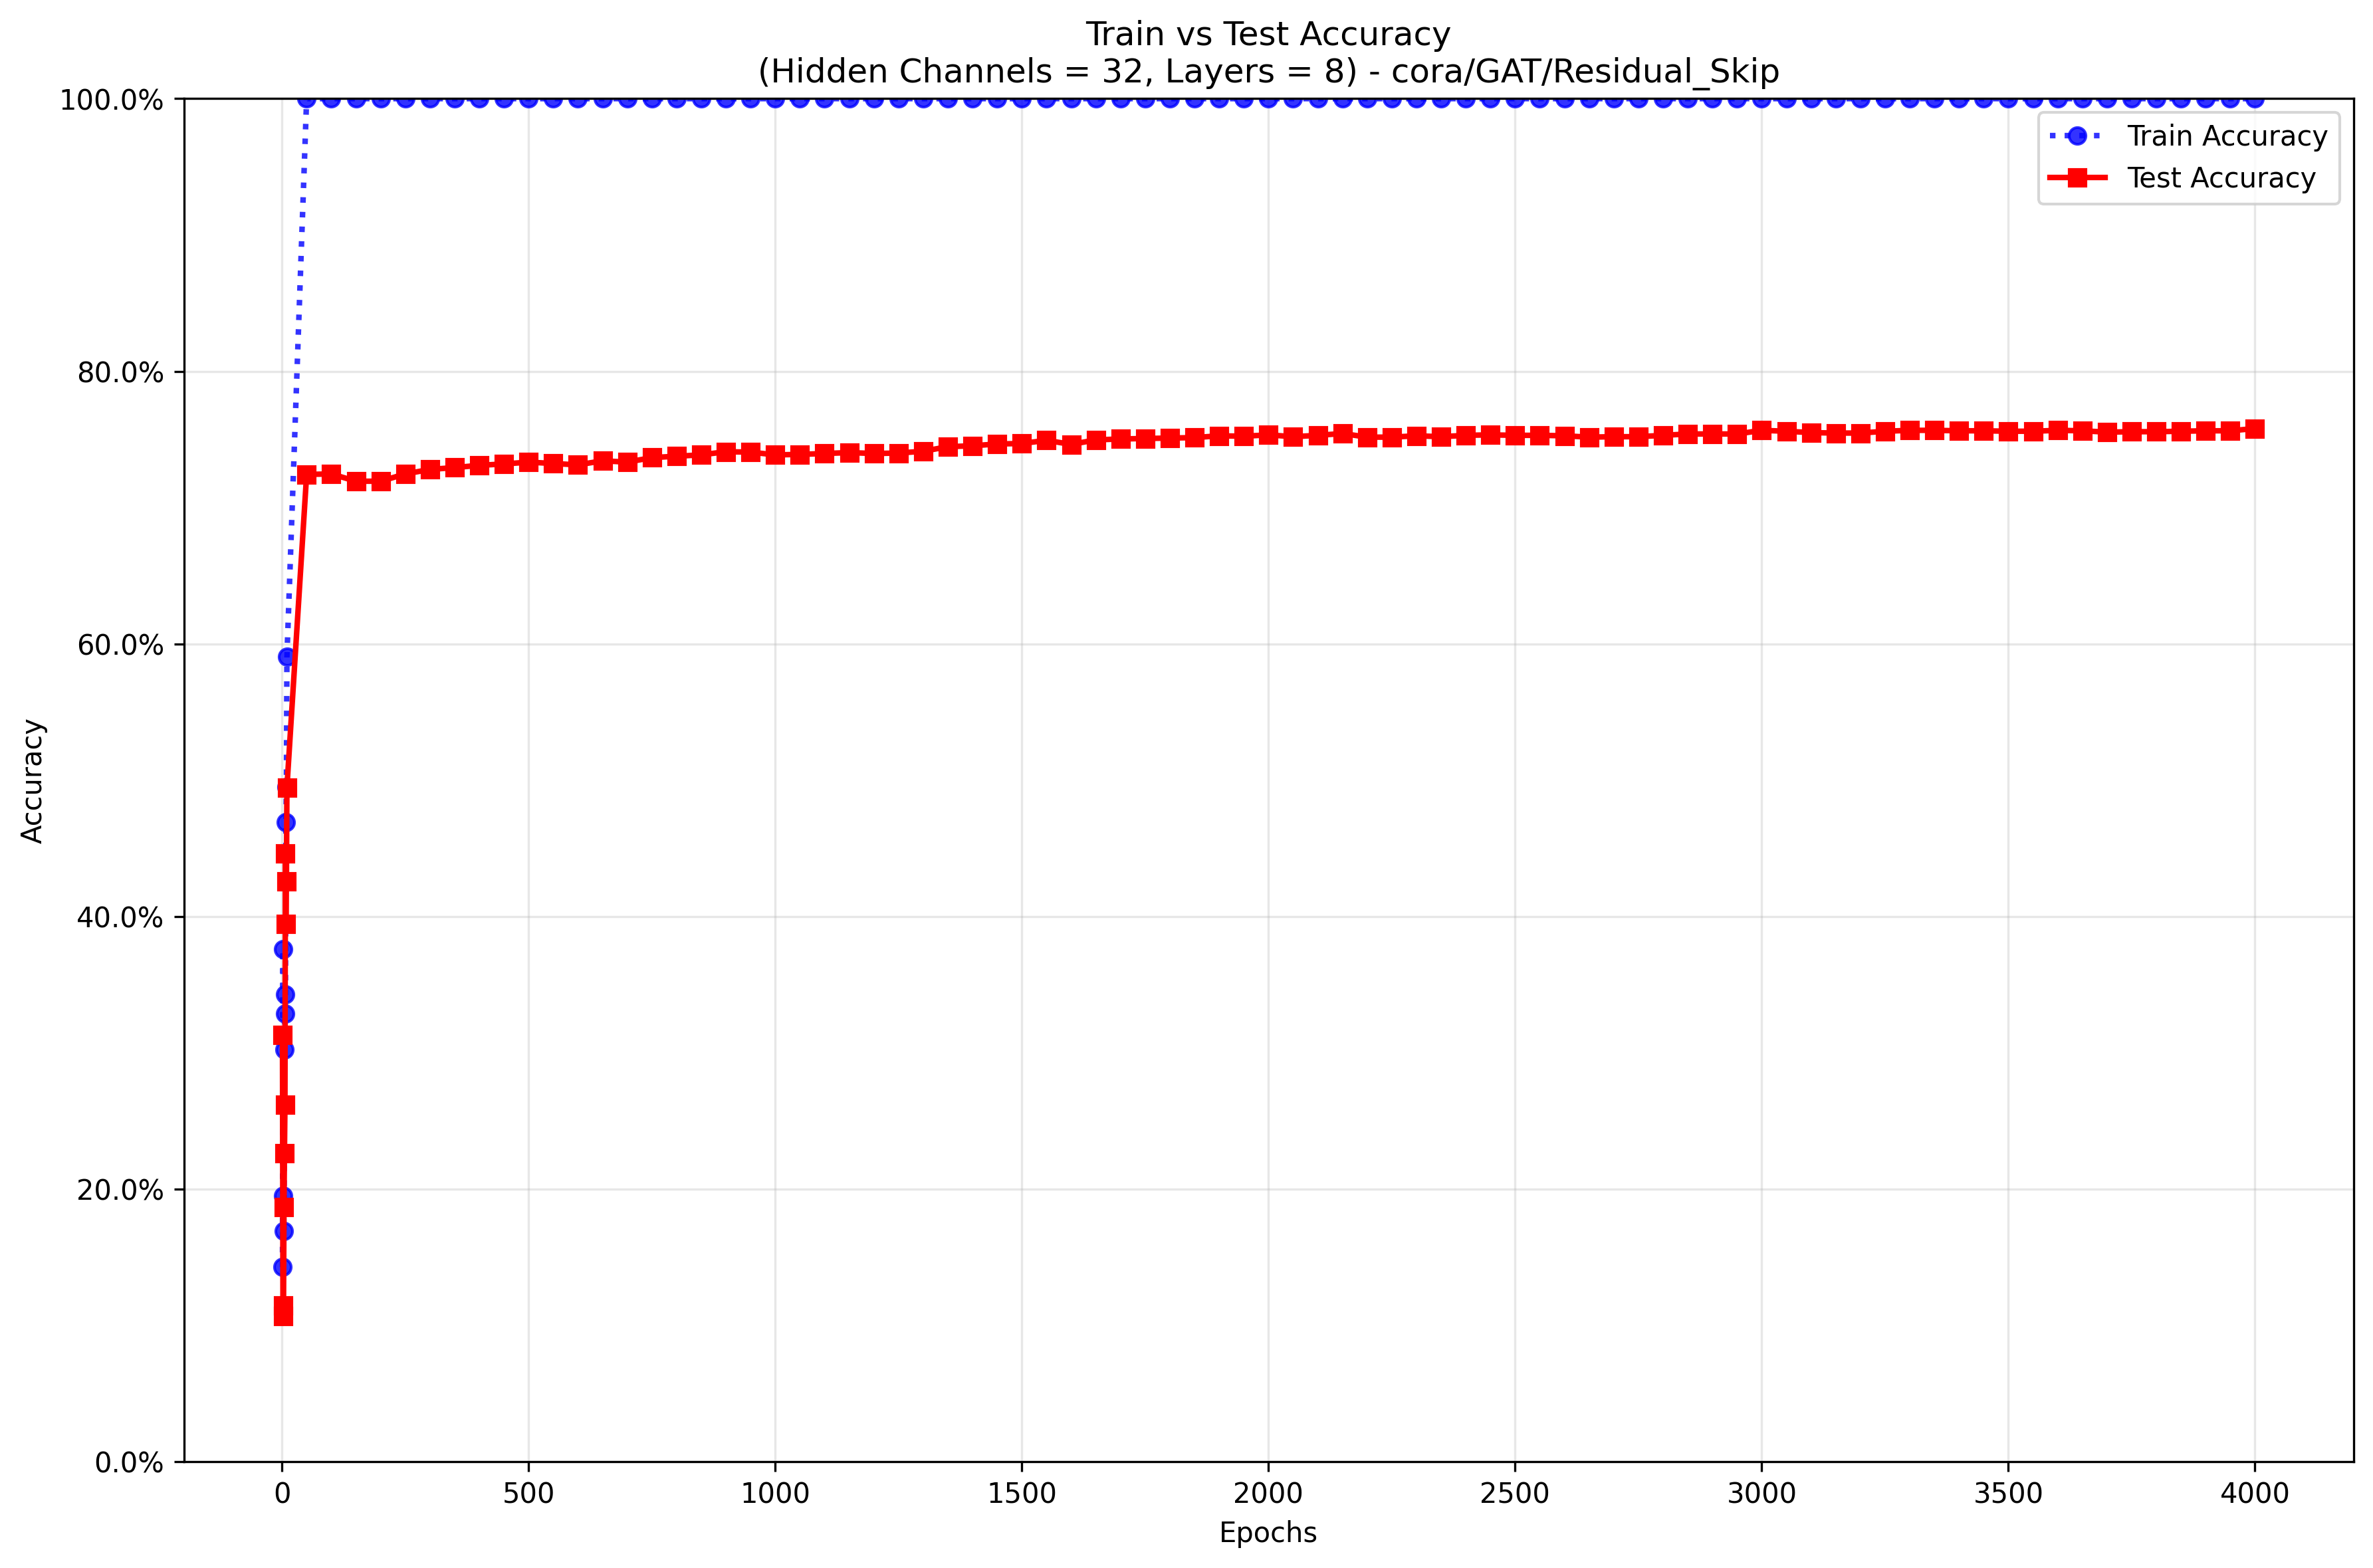 Train vs Test Accuracy
(Hidden Channels = 32, Layers = 8) - cora/GAT/Residual_Skip
100.0%
80.0%
60.0%
40.0%
20.0%
0.0%
Accuracy
Train Accuracy
Test Accuracy
0 500 1000 1500 2000 2500 3000 3500 4000
Epochs